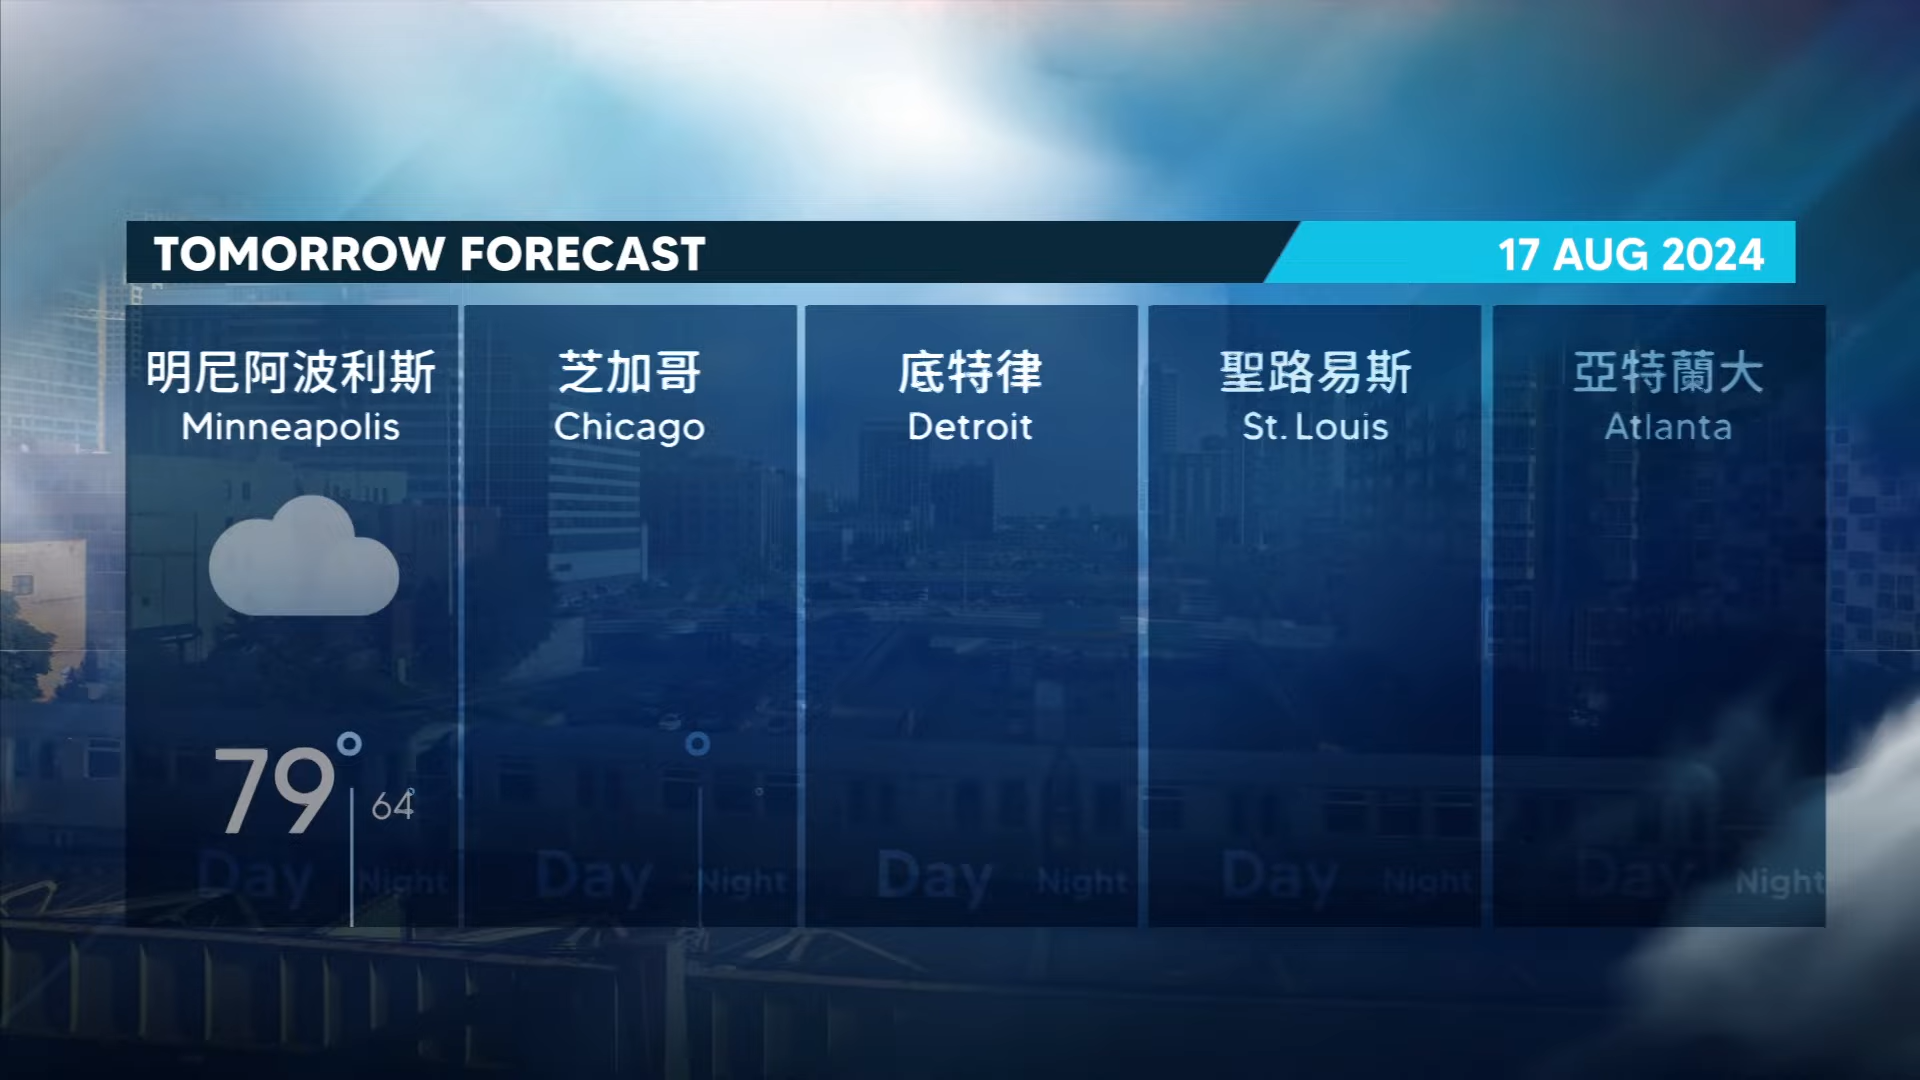 TOMORROW FORECAST
17 AUG 2024
明尼阿波利斯
Minneapolis
79°
64°
Day
Night
芝加哥
Chicago
°
°
Day
Night
底特律
Detroit
Day
Night
聖路易斯
St. Louis
Day
Night
亞特蘭大
Atlanta
Day
Night